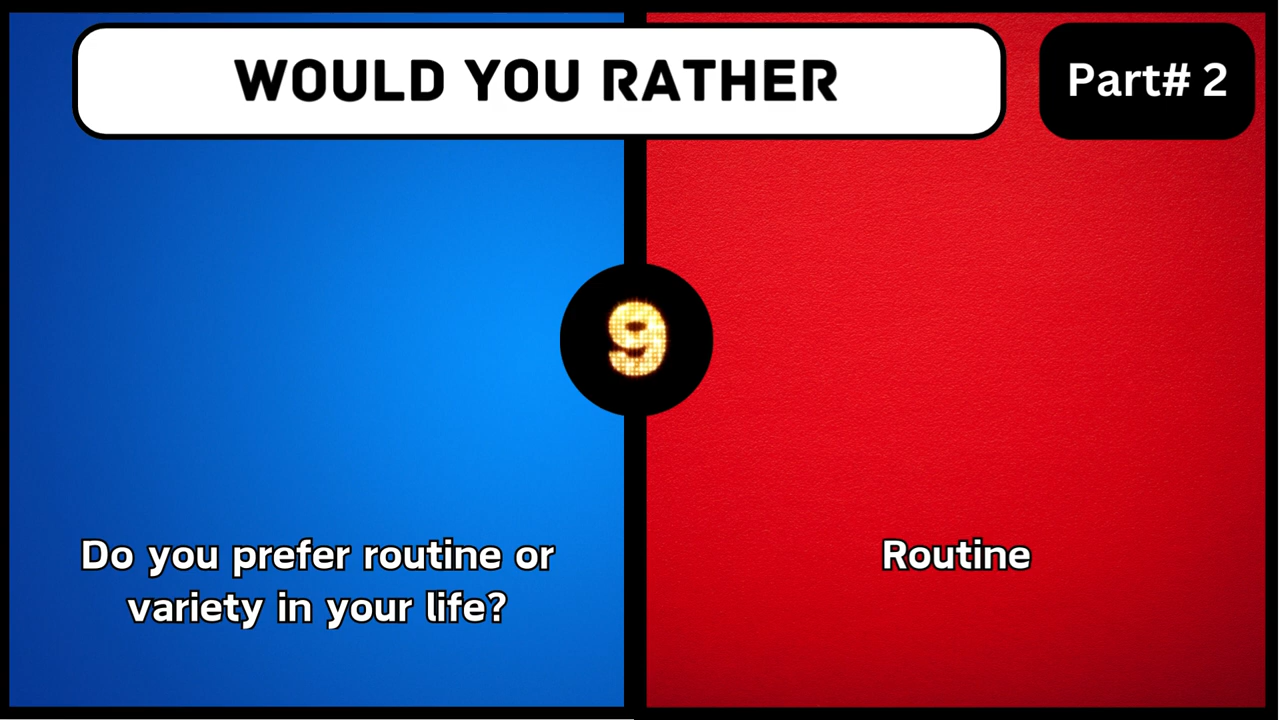 WOULD YOU RATHER
Part# 2
9
Do you prefer routine or
variety in your life?
Routine